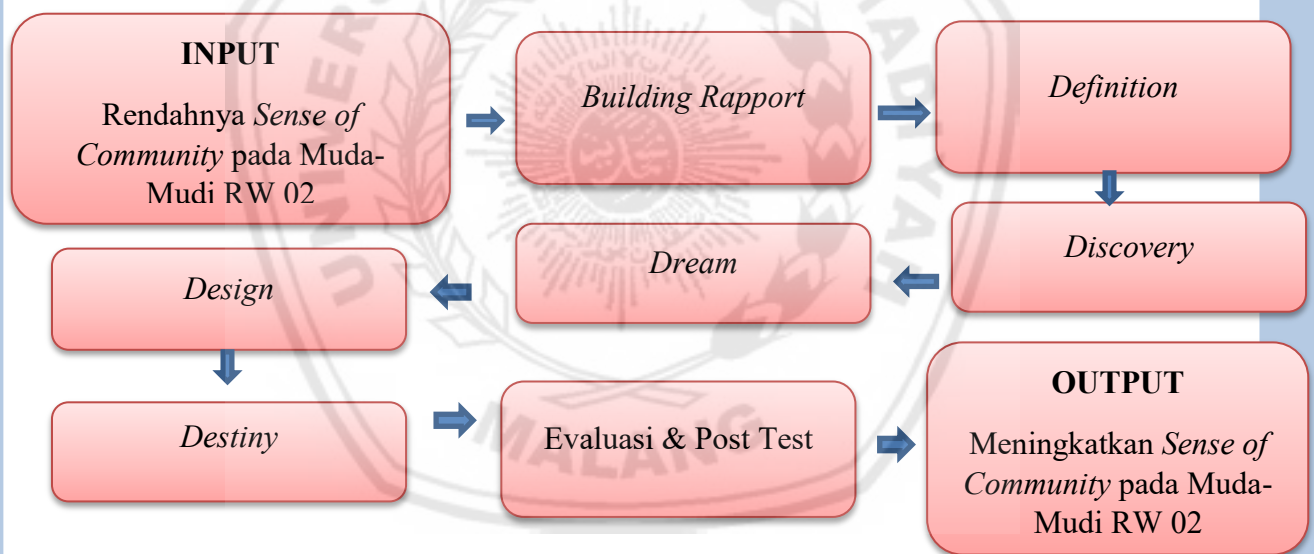 INPUT
Rendahnya Sense of
Community pada Muda-
Mudi RW 02
Building Rapport
Definition
Discovery
Dream
Design
Destiny
Evaluasi & Post Test
OUTPUT
Meningkatkan Sense of
Community pada Muda-
Mudi RW 02
MALANG